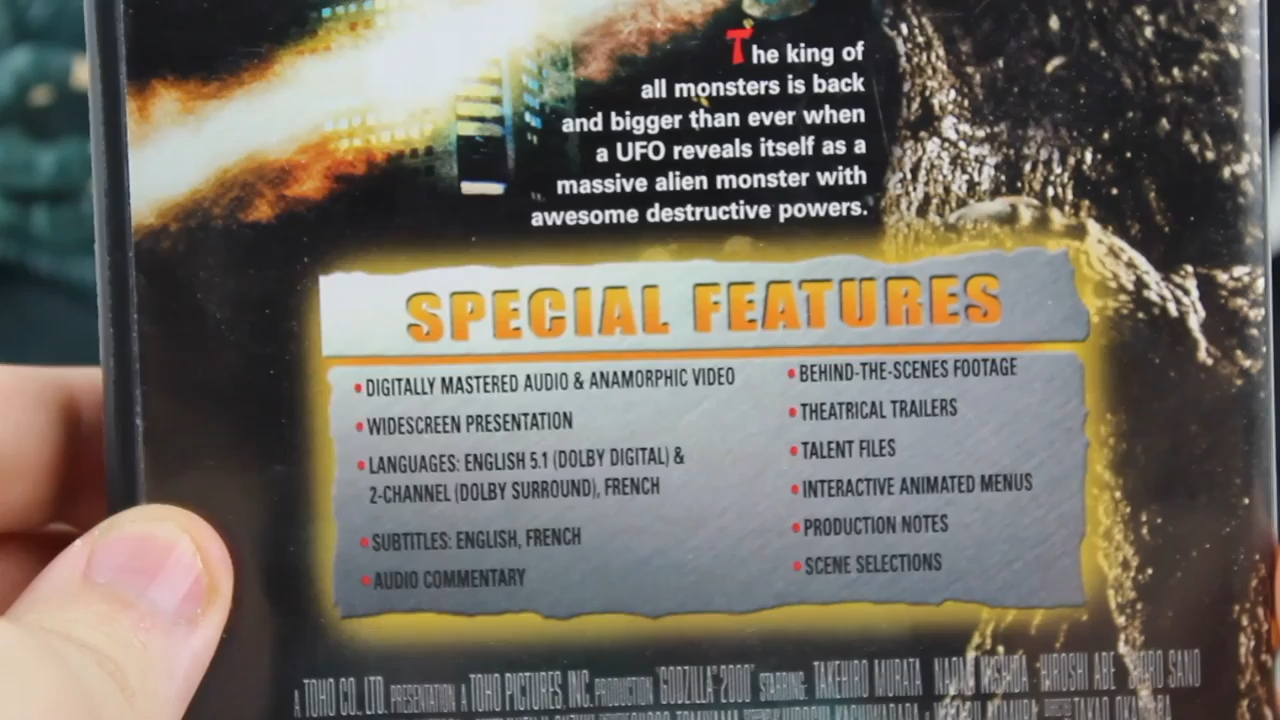 The king of
all monsters is back
and bigger than ever when
a UFO reveals itself as a
massive alien monster with
awesome destructive powers.
SPECIAL FEATURES
• DIGITALLY MASTERED AUDIO & ANAMORPHIC VIDEO
• WIDESCREEN PRESENTATION
• LANGUAGES: ENGLISH 5.1 (DOLBY DIGITAL) &
2-CHANNEL (DOLBY SURROUND), FRENCH
• SUBTITLES: ENGLISH, FRENCH
• AUDIO COMMENTARY
• BEHIND-THE-SCENES FOOTAGE
• THEATRICAL TRAILERS
• TALENT FILES
• INTERACTIVE ANIMATED MENUS
• PRODUCTION NOTES
• SCENE SELECTIONS
A TOHO CO., LTD. PRESENTATION A TOHO PICTURES, INC. PRODUCTION "GODZILLA® 2000" STARRING: TAKEHIRO MURATA NAOMI NISHIDA HIROSHI ABE SHIRO SANO